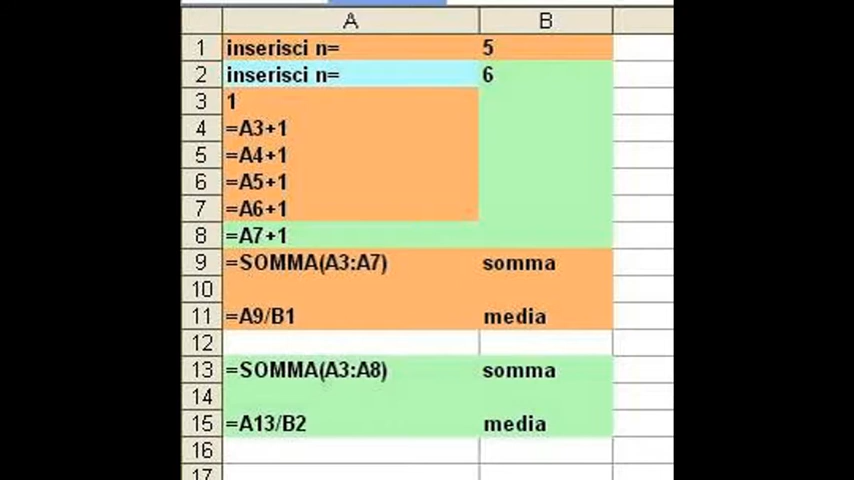 A B
1 inserisci n= 5
2 inserisci n= 6
3 1
4 =A3+1
5 =A4+1
6 =A5+1
7 =A6+1
8 =A7+1
9 =SOMMA(A3:A7) somma
10
11 =A9/B1 media
12
13 =SOMMA(A3:A8) somma
14
15 =A13/B2 media
16
17